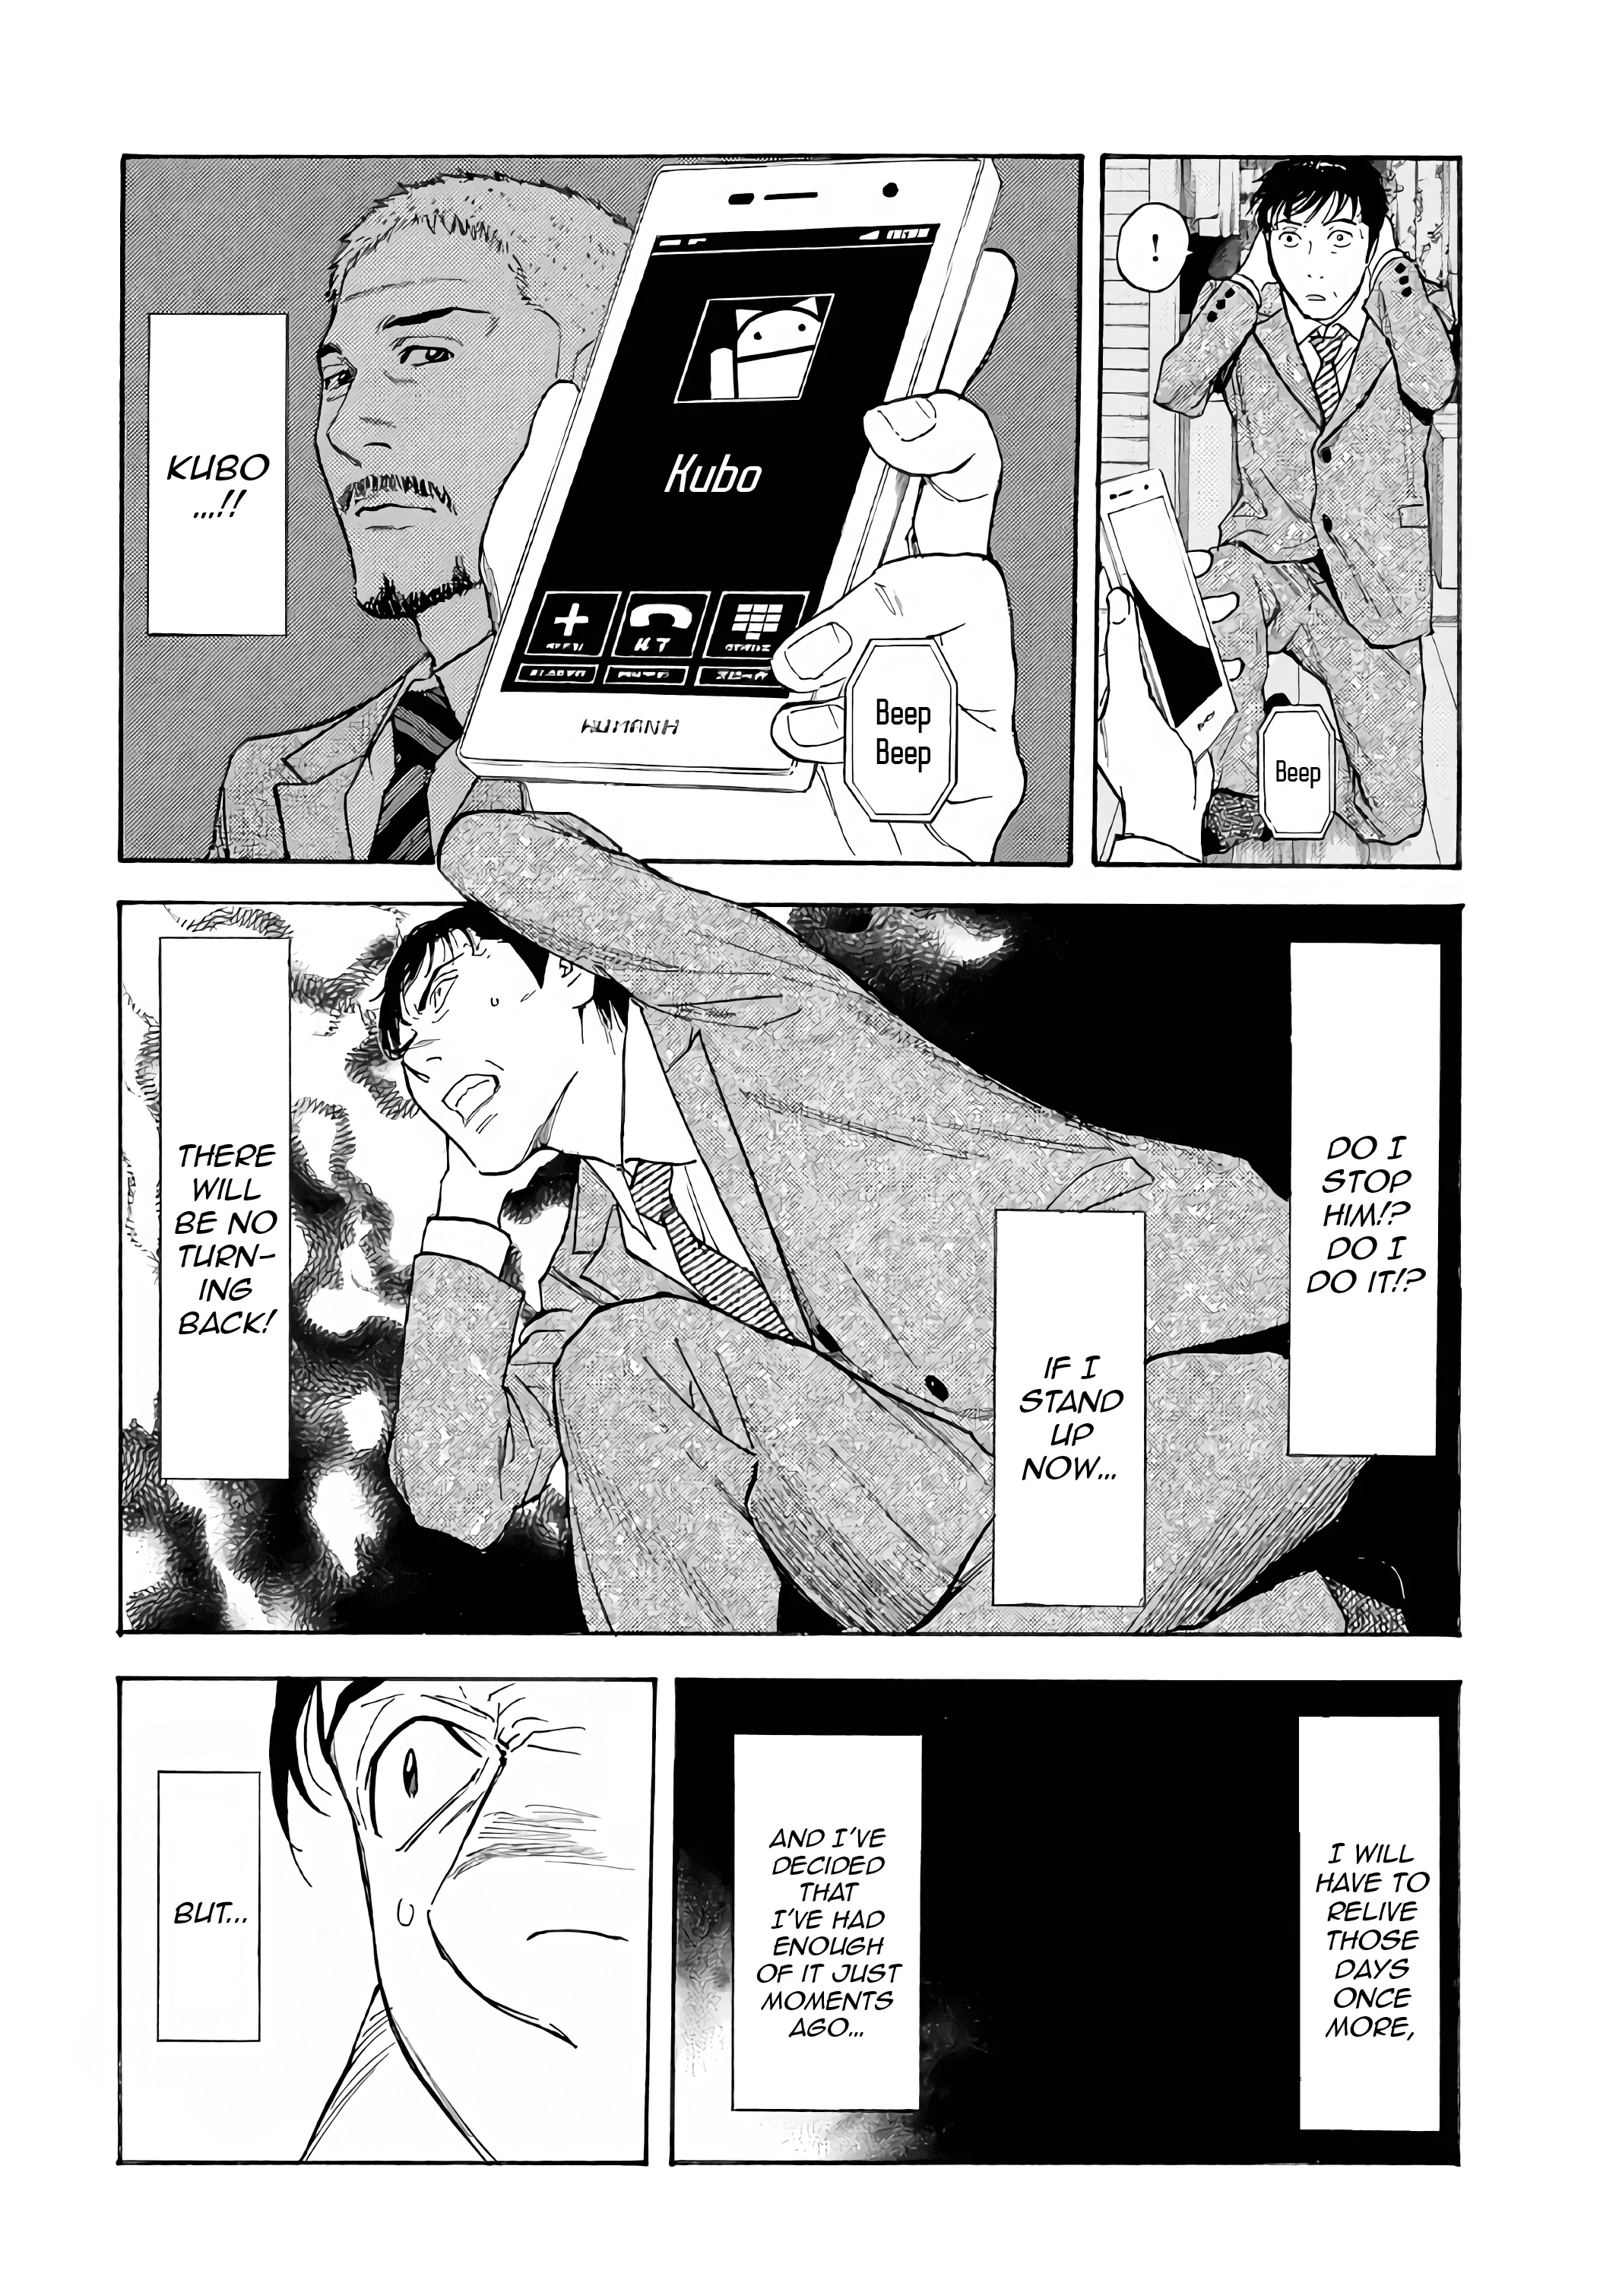 !
Beep
KUBO
...!!
Kubo
Beep
Beep
DO I
STOP
HIM!?
DO I
DO IT!?
IF I
STAND
UP
NOW...
THERE
WILL
BE NO
TURN-
ING
BACK!
I WILL
HAVE TO
RELIVE
THOSE
DAYS
ONCE
MORE,
AND I'VE
DECIDED
THAT
I'VE HAD
ENOUGH
OF IT JUST
MOMENTS
AGO...
BUT...